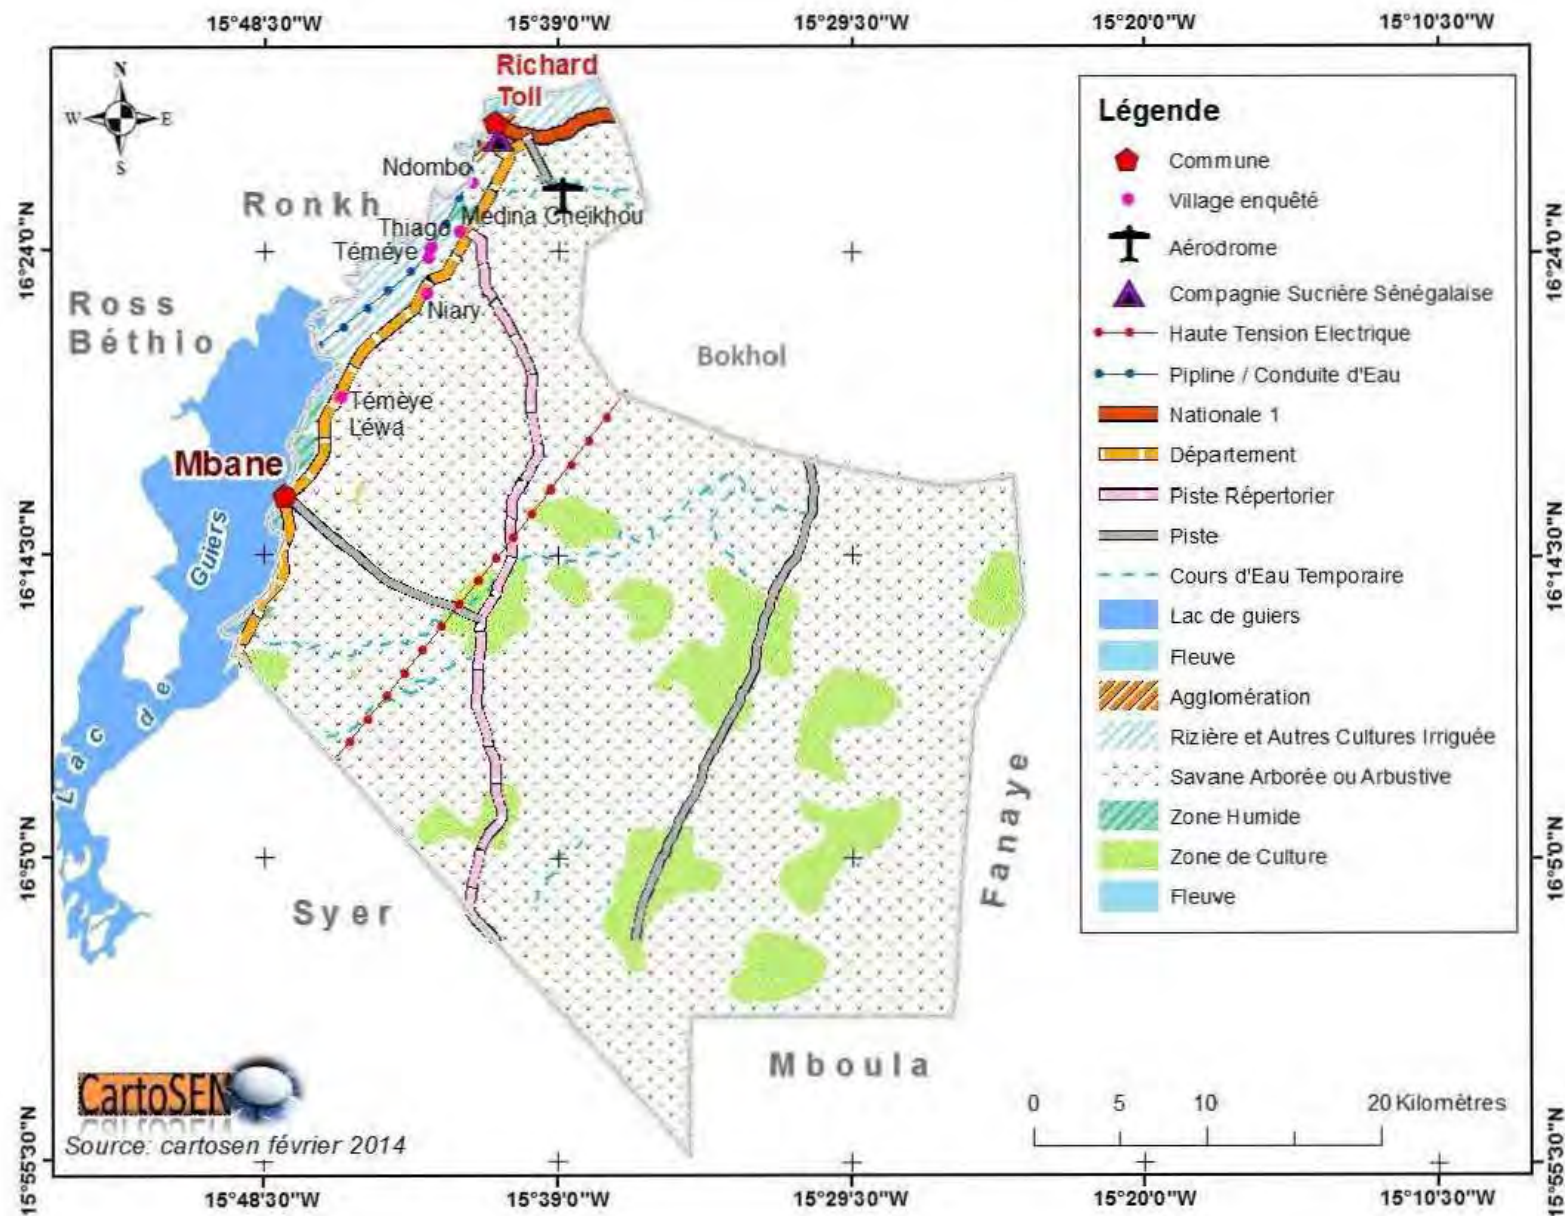 15°48'30"W
15°39'0"W
15°29'30"W
15°20'0"W
15°10'30"W
N
W
E
S
Richard
Toll
Ndombo
Ronkh
Medina Cheikhou
Thiago
Téméye
16°24'0"N
16°24'0"N
Ross
Béthio
Niary
Bokhol
Témèye
Léwa
Mbane
16°14'30"N
16°14'30"N
Lac de Guiers
Fanaye
16°5'0"N
16°5'0"N
Syer
Mboula
Légende
Commune
Village enquêté
Aérodrome
Compagnie Sucrière Sénégalaise
Haute Tension Electrique
Pipline / Conduite d'Eau
Nationale 1
Département
Piste Répertorier
Piste
Cours d'Eau Temporaire
Lac de guiers
Fleuve
Agglomération
Rizière et Autres Cultures Irriguée
Savane Arborée ou Arbustive
Zone Humide
Zone de Culture
Fleuve
CartoSEN
Source: cartosen février 2014
0 5 10 20 Kilomètres
15°55'30"N
15°55'30"N
15°48'30"W
15°39'0"W
15°29'30"W
15°20'0"W
15°10'30"W